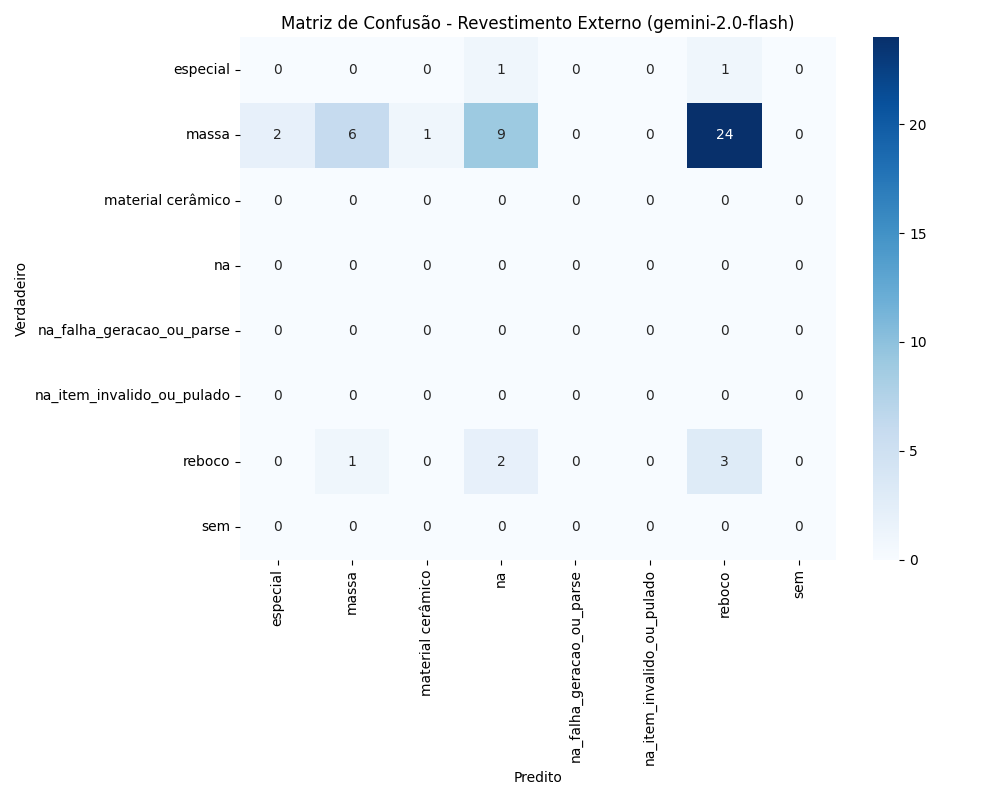 Matriz de Confusão - Revestimento Externo (gemini-2.0-flash)
especial 0 0 0 1 0 0 1 0
massa 2 6 1 9 0 0 24 0
material cerâmico 0 0 0 0 0 0 0 0
na 0 0 0 0 0 0 0 0
na_falha_geracao_ou_parse 0 0 0 0 0 0 0 0
na_item_invalido_ou_pulado 0 0 0 0 0 0 0 0
reboco 0 1 0 2 0 0 3 0
sem 0 0 0 0 0 0 0 0
Verdadeiro
especial
massa
material cerâmico
na
na_falha_geracao_ou_parse
na_item_invalido_ou_pulado
reboco
sem
Predito
20
15
10
5
0